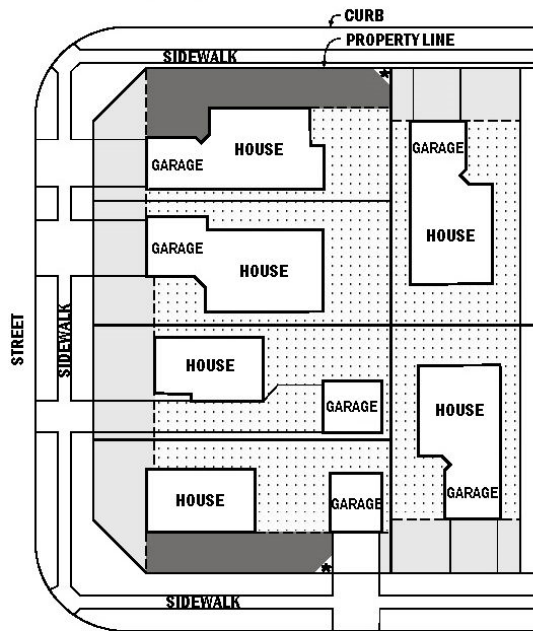 CURB
PROPERTY LINE
SIDEWALK
*
HOUSE
GARAGE
GARAGE
HOUSE
GARAGE
HOUSE
STREET
SIDEWALK
HOUSE
GARAGE
HOUSE
GARAGE
HOUSE
GARAGE
*
SIDEWALK